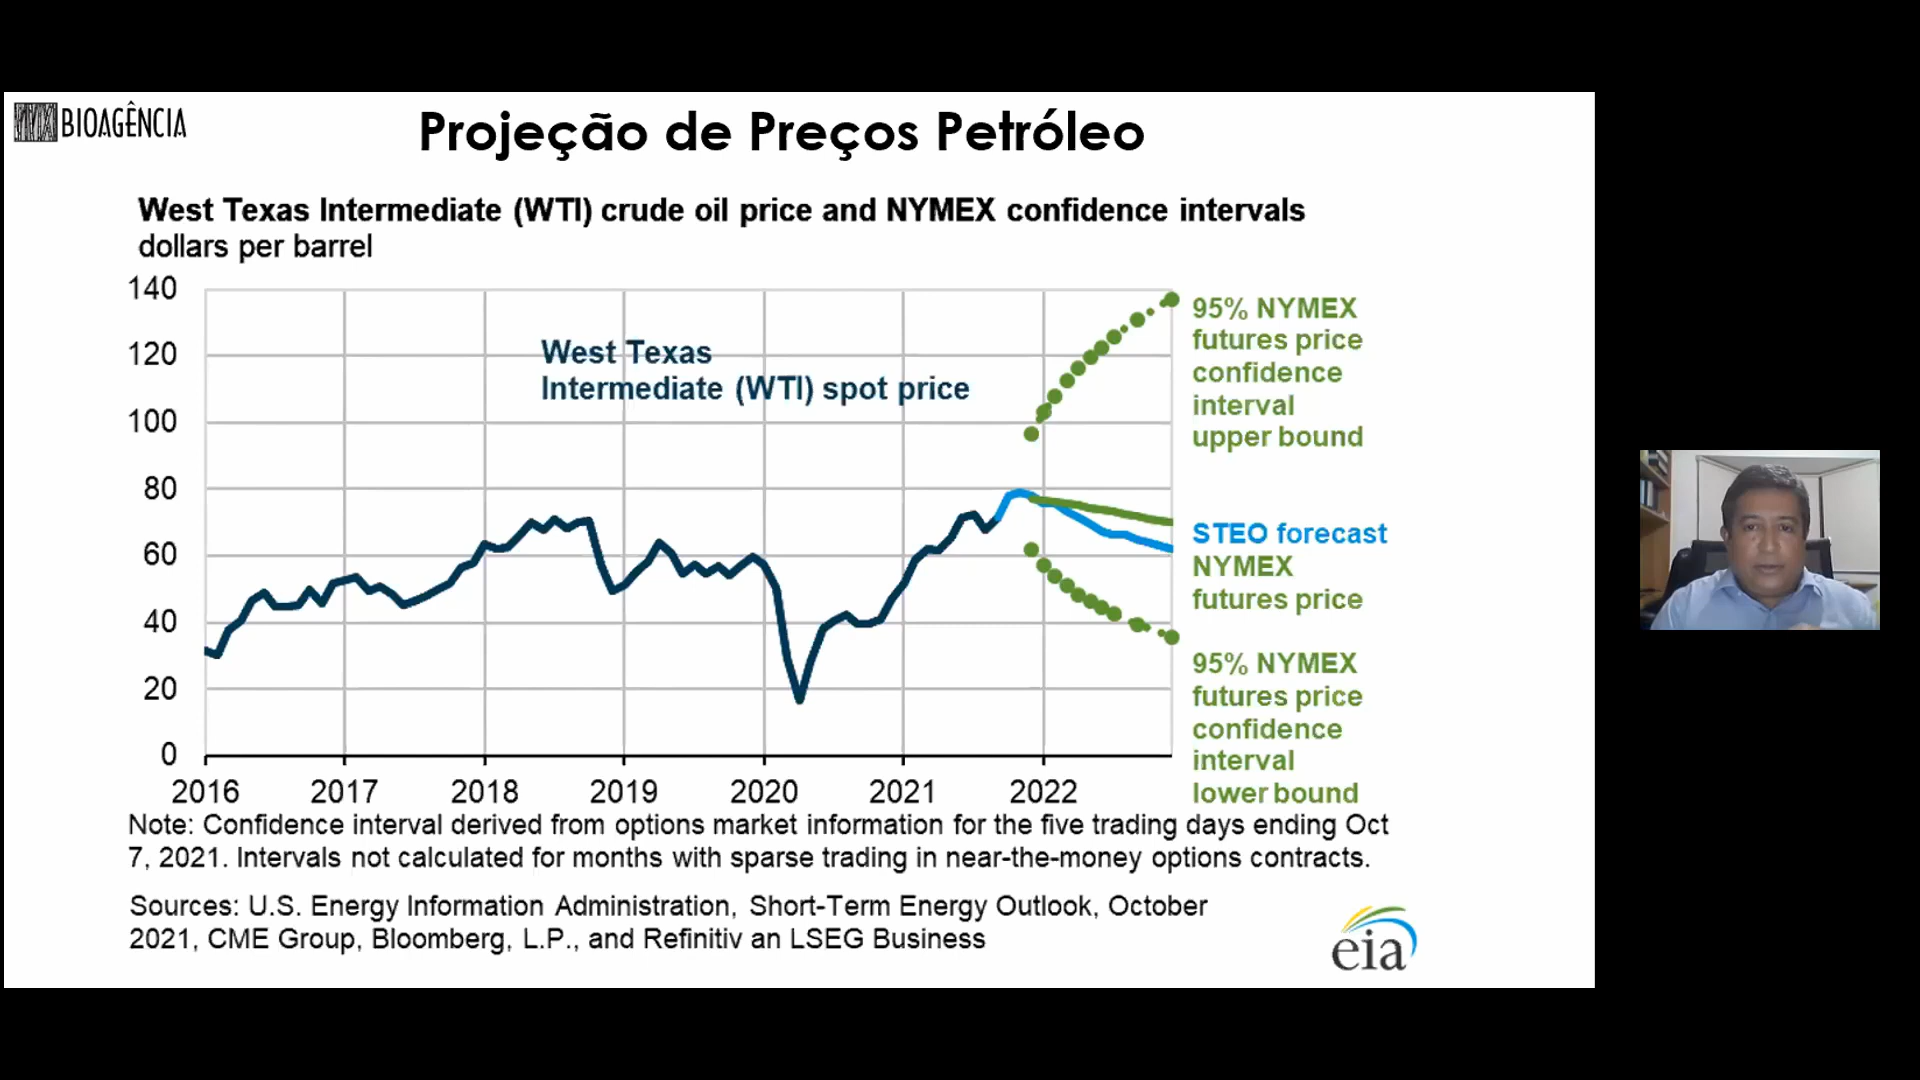 BIOAGÊNCIA
Projeção de Preços Petróleo
West Texas Intermediate (WTI) crude oil price and NYMEX confidence intervals
dollars per barrel
140
120
100
80
60
40
20
0
West Texas
Intermediate (WTI) spot price
95% NYMEX
futures price
confidence
interval
upper bound
STEO forecast
NYMEX
futures price
95% NYMEX
futures price
confidence
interval
lower bound
2016 2017 2018 2019 2020 2021 2022
Note: Confidence interval derived from options market information for the five trading days ending Oct
7, 2021. Intervals not calculated for months with sparse trading in near-the-money options contracts.
Sources: U.S. Energy Information Administration, Short-Term Energy Outlook, October
2021, CME Group, Bloomberg, L.P., and Refinitiv an LSEG Business
eia